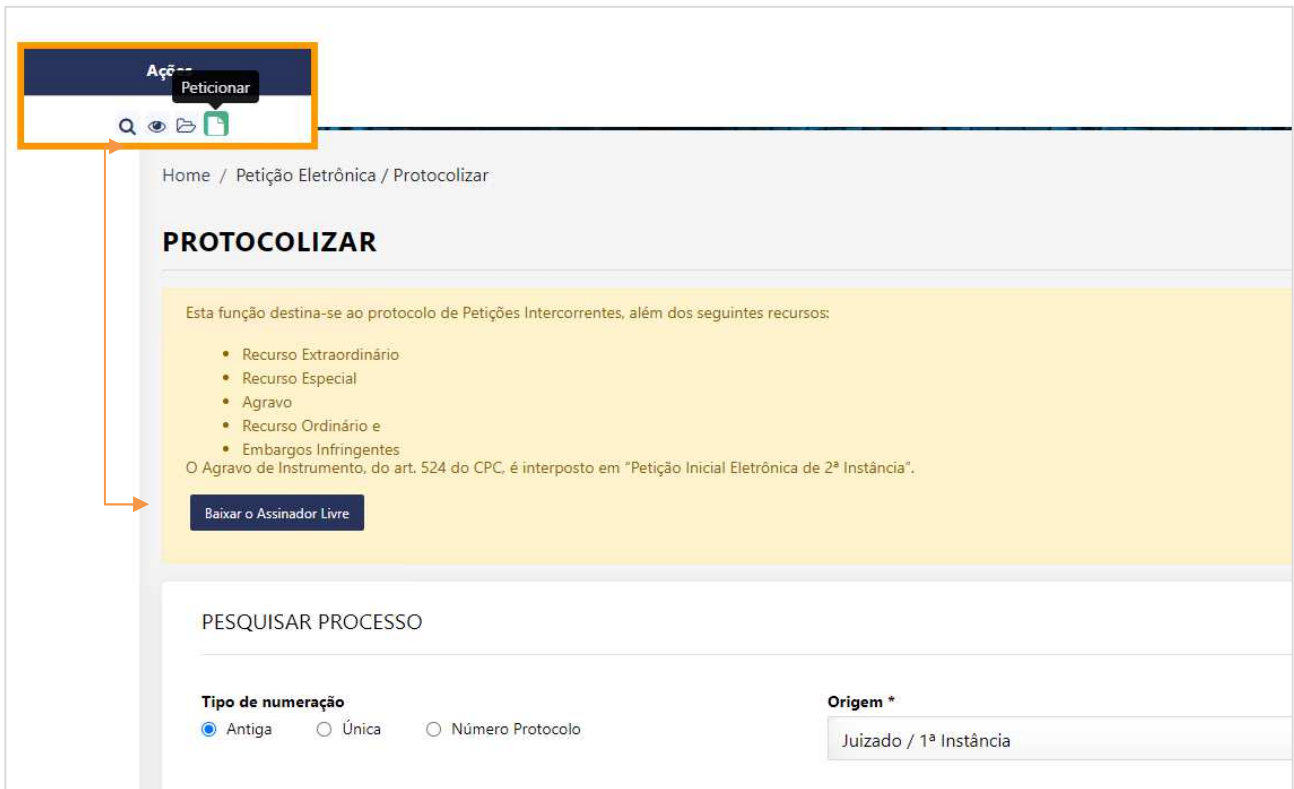 Ações
Peticionar
Home / Petição Eletrônica / Protocolizar
PROTOCOLIZAR
Esta função destina-se ao protocolo de Petições Intercorrentes, além dos seguintes recursos:
• Recurso Extraordinário
• Recurso Especial
• Agravo
• Recurso Ordinário e
• Embargos Infringentes
O Agravo de Instrumento, do art. 524 do CPC, é interposto em “Petição Inicial Eletrônica de 2ª Instância”.
Baixar o Assinador Livre
PESQUISAR PROCESSO
Tipo de numeração
Origem *
Antiga Única Número Protocolo
Juizado / 1ª Instância